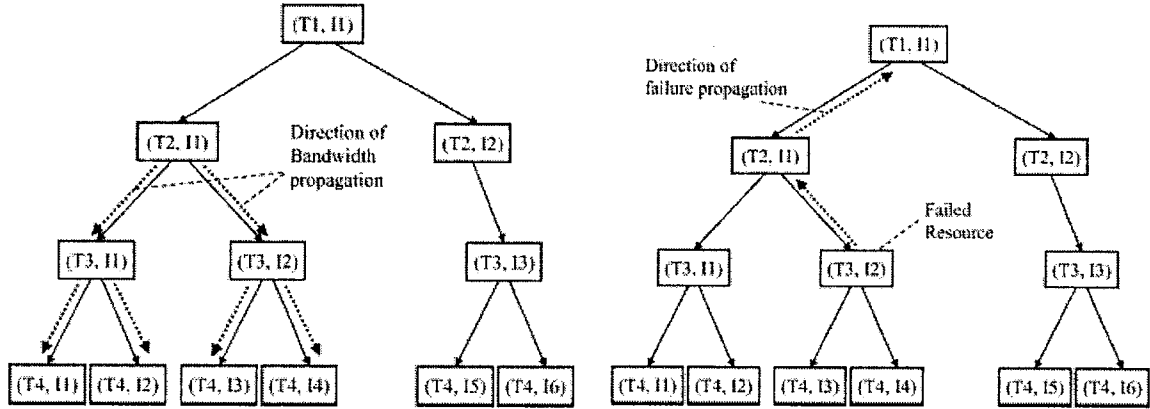 (T1, I1)
(T2, I1)
Direction of
Bandwidth
propagation
(T2, I2)
(T3, I1)
(T3, I2)
(T3, I3)
(T4, I1)
(T4, I2)
(T4, I3)
(T4, I4)
(T4, I5)
(T4, I6)
(T1, I1)
Direction of
failure propagation
(T2, I1)
(T2, I2)
Failed
Resource
(T3, I1)
(T3, I2)
(T3, I3)
(T4, I1)
(T4, I2)
(T4, I3)
(T4, I4)
(T4, I5)
(T4, I6)